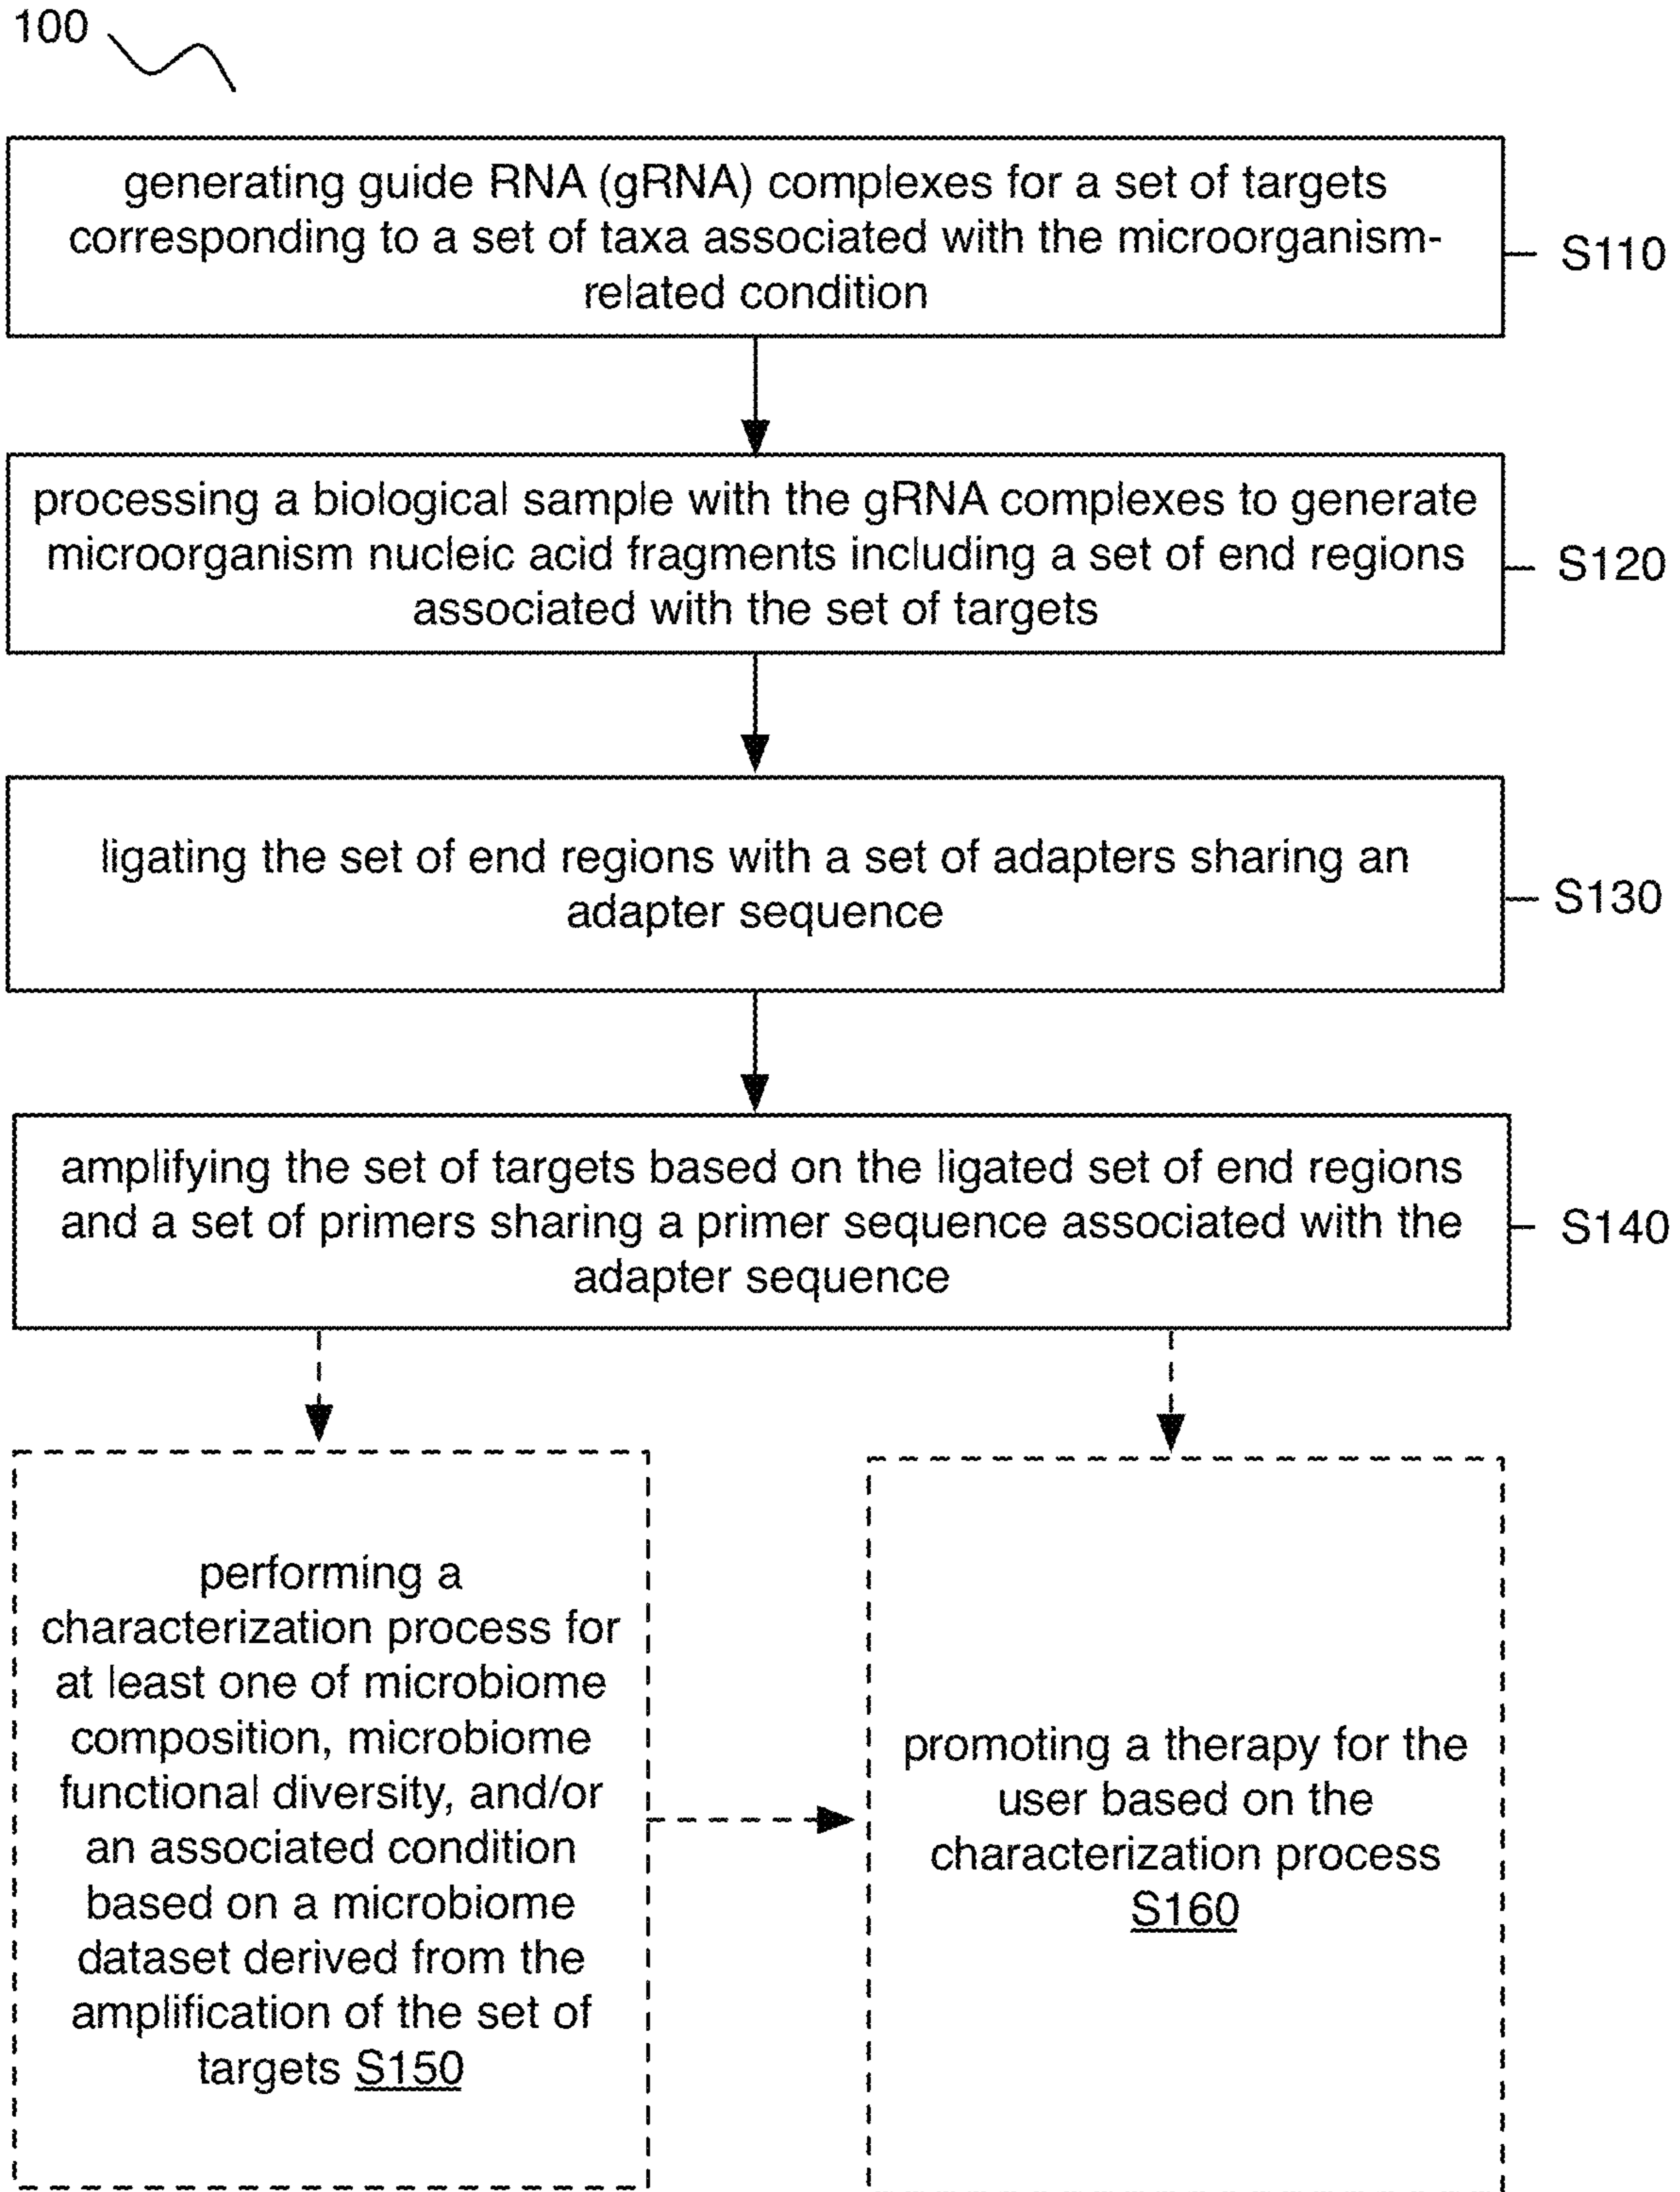 100
generating guide RNA (gRNA) complexes for a set of targets
corresponding to a set of taxa associated with the microorganism-
related condition
S110
processing a biological sample with the gRNA complexes to generate
microorganism nucleic acid fragments including a set of end regions
associated with the set of targets
S120
ligating the set of end regions with a set of adapters sharing an
adapter sequence
S130
amplifying the set of targets based on the ligated set of end regions
and a set of primers sharing a primer sequence associated with the
adapter sequence
S140
performing a
characterization process for
at least one of microbiome
composition, microbiome
functional diversity, and/or
an associated condition
based on a microbiome
dataset derived from the
amplification of the set of
targets S150
promoting a therapy for the
user based on the
characterization process
S160